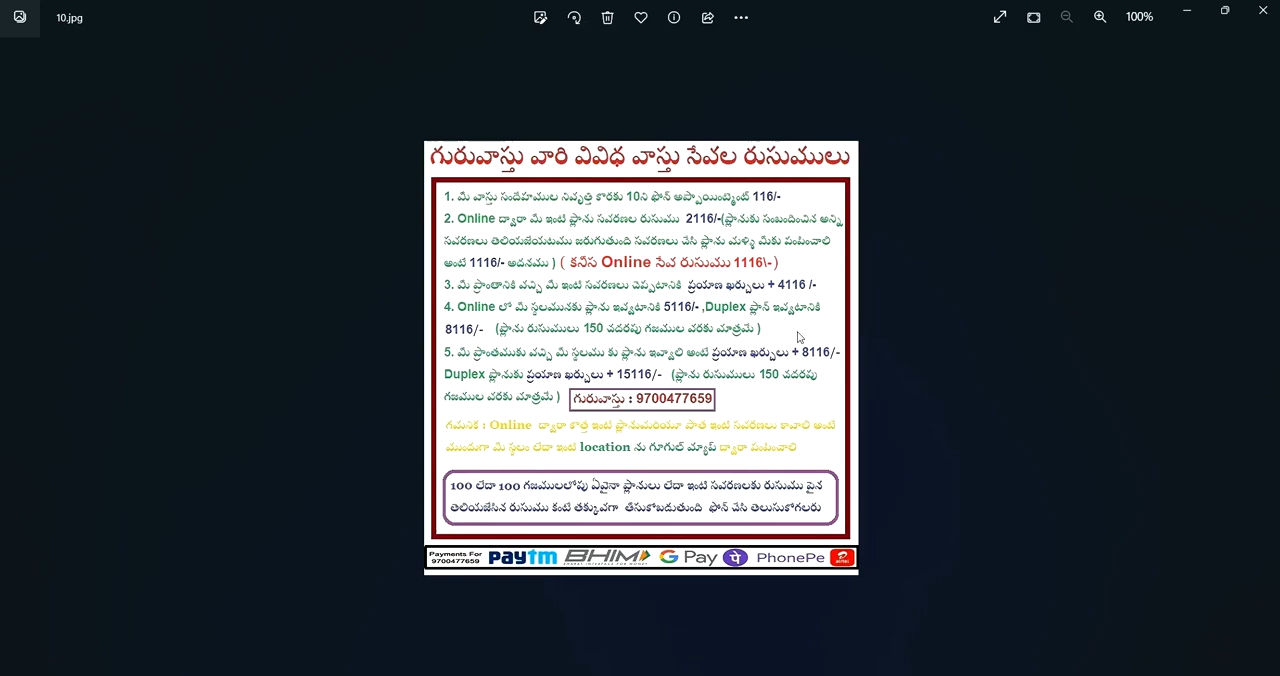 10.jpg
100%
గురువాస్తు వారి వివిధ వాస్తు సేవల రుసుములు
1. మీ వాస్తు సందేహముల నివృత్తి కొరకు 10ని ఫోన్ అప్పాయింట్మెంట్ 116/-
2. Online ద్వారా మీ ఇంటి ప్లాను సవరణల రుసుము 2116/-(ప్లానుకు సంబందించిన అన్ని
సవరణలు తెలియజేయటము జరుగుతుంది సవరణలు చేసి ప్లాను మళ్ళి మీకు పంపించాలి
అంటే 1116/- అదనము ) ( కనీస Online సేవ రుసుము 1116\-)
3. మీ ప్రాంతానికి వచ్చి మీ ఇంటి సవరణలు చెప్పటానికి ప్రయాణ ఖర్చులు + 4116 /-
4. Online లో మీ స్థలమునకు ప్లాను ఇవ్వటానికి 5116/- ,Duplex ప్లాన్ ఇవ్వటానికి
8116/- (ప్లాను రుసుములు 150 చదరపు గజముల వరకు మాత్రమే )
5. మీ ప్రాంతముకు వచ్చి మీ స్థలము కు ప్లాను ఇవ్వాలి అంటే ప్రయాణ ఖర్చులు + 8116/-
Duplex ప్లానుకు ప్రయాణ ఖర్చులు + 15116/- (ప్లాను రుసుములు 150 చదరపు
గజముల వరకు మాత్రమే ) గురువాస్తు : 9700477659
గమనిక : Online ద్వారా కొత్త ఇంటి ప్లానుమరియూ పాత ఇంటి సవరణలు కావాలి అంటే
ముందుగా మీ స్థలం లేదా ఇంటి location ను గూగుల్ మ్యాప్ ద్వారా పంపించాలి
100 లేదా 100 గజములలోపు ఏవైనా ప్లానులు లేదా ఇంటి సవరణలకు రుసుము పైన
తెలియజేసిన రుసుము కంటే తక్కువగా తీసుకోబడుతుంది ఫోన్ చేసి తెలుసుకోగలరు
Payments For
9700477659 paytm BHIM G Pay పే PhonePe airtel